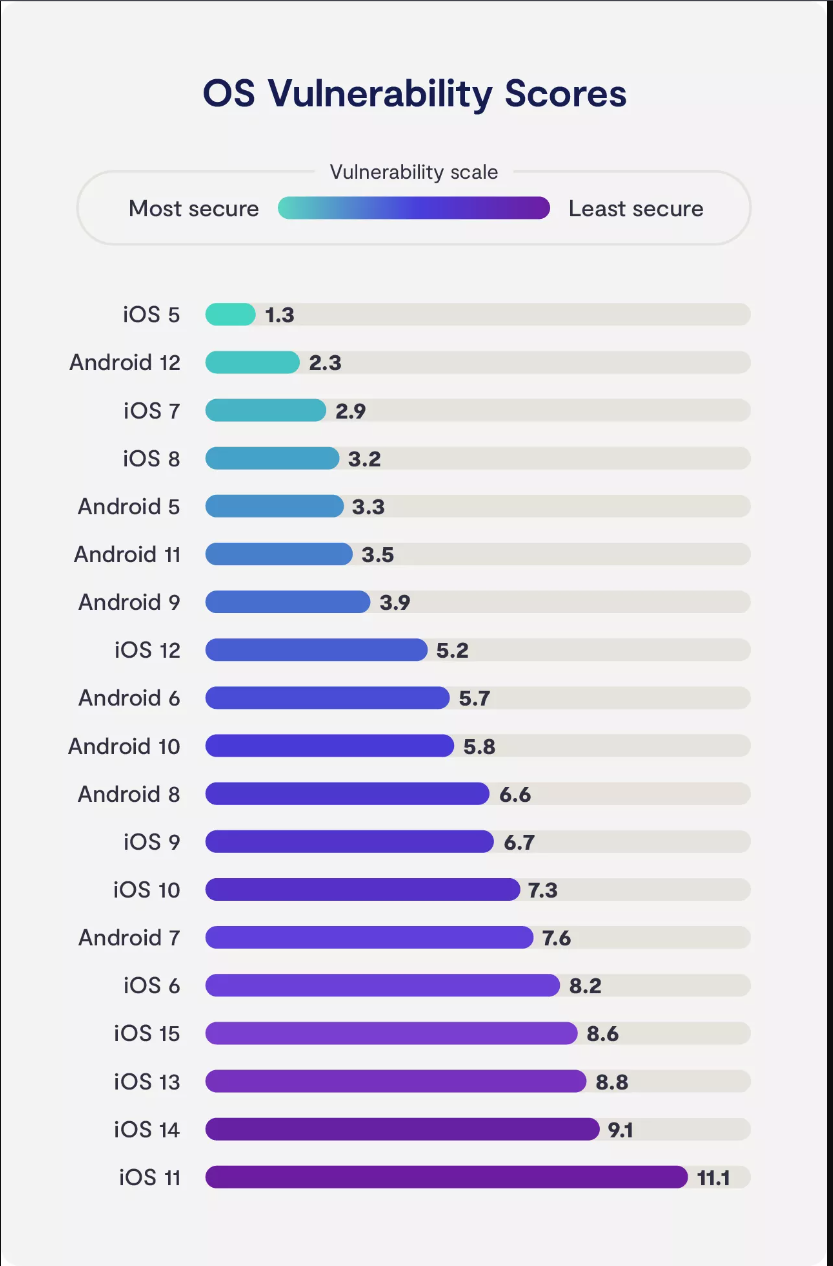 OS Vulnerability Scores
Vulnerability scale
Most secure Least secure
iOS 5 1.3
Android 12 2.3
iOS 7 2.9
iOS 8 3.2
Android 5 3.3
Android 11 3.5
Android 9 3.9
iOS 12 5.2
Android 6 5.7
Android 10 5.8
Android 8 6.6
iOS 9 6.7
iOS 10 7.3
Android 7 7.6
iOS 6 8.2
iOS 15 8.6
iOS 13 8.8
iOS 14 9.1
iOS 11 11.1